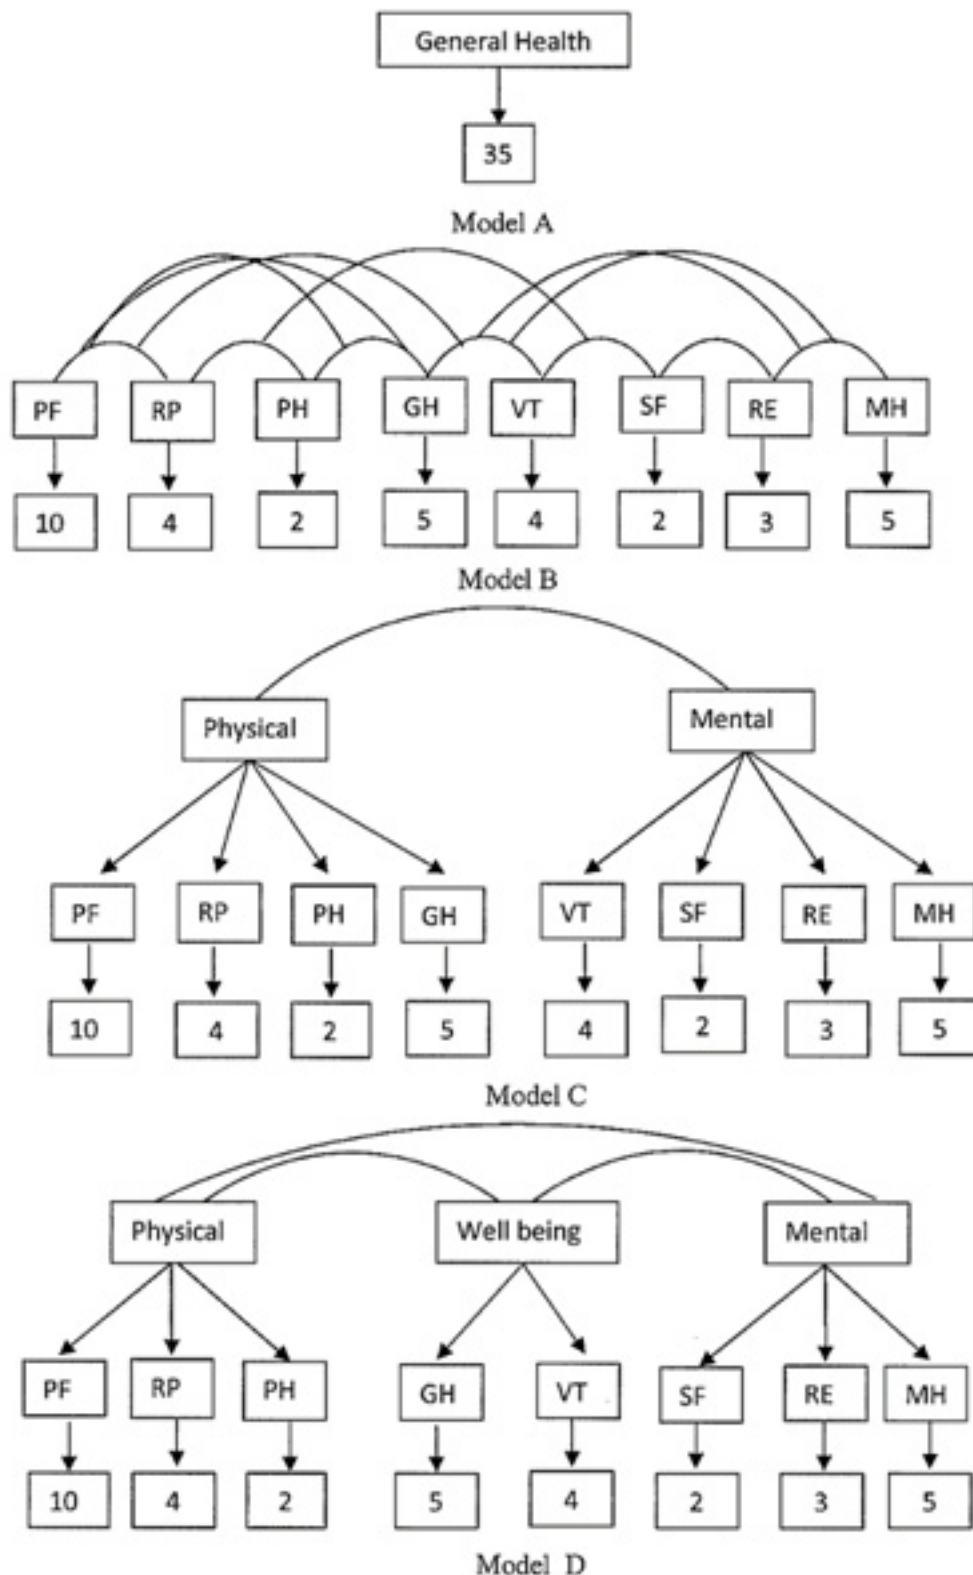 General Health
35
Model A
PF RP PH GH VT SF RE MH
10 4 2 5 4 2 3 5
Model B
Physical Mental
PF RP PH GH VT SF RE MH
10 4 2 5 4 2 3 5
Model C
Physical Well being Mental
PF RP PH GH VT SF RE MH
10 4 2 5 4 2 3 5
Model D